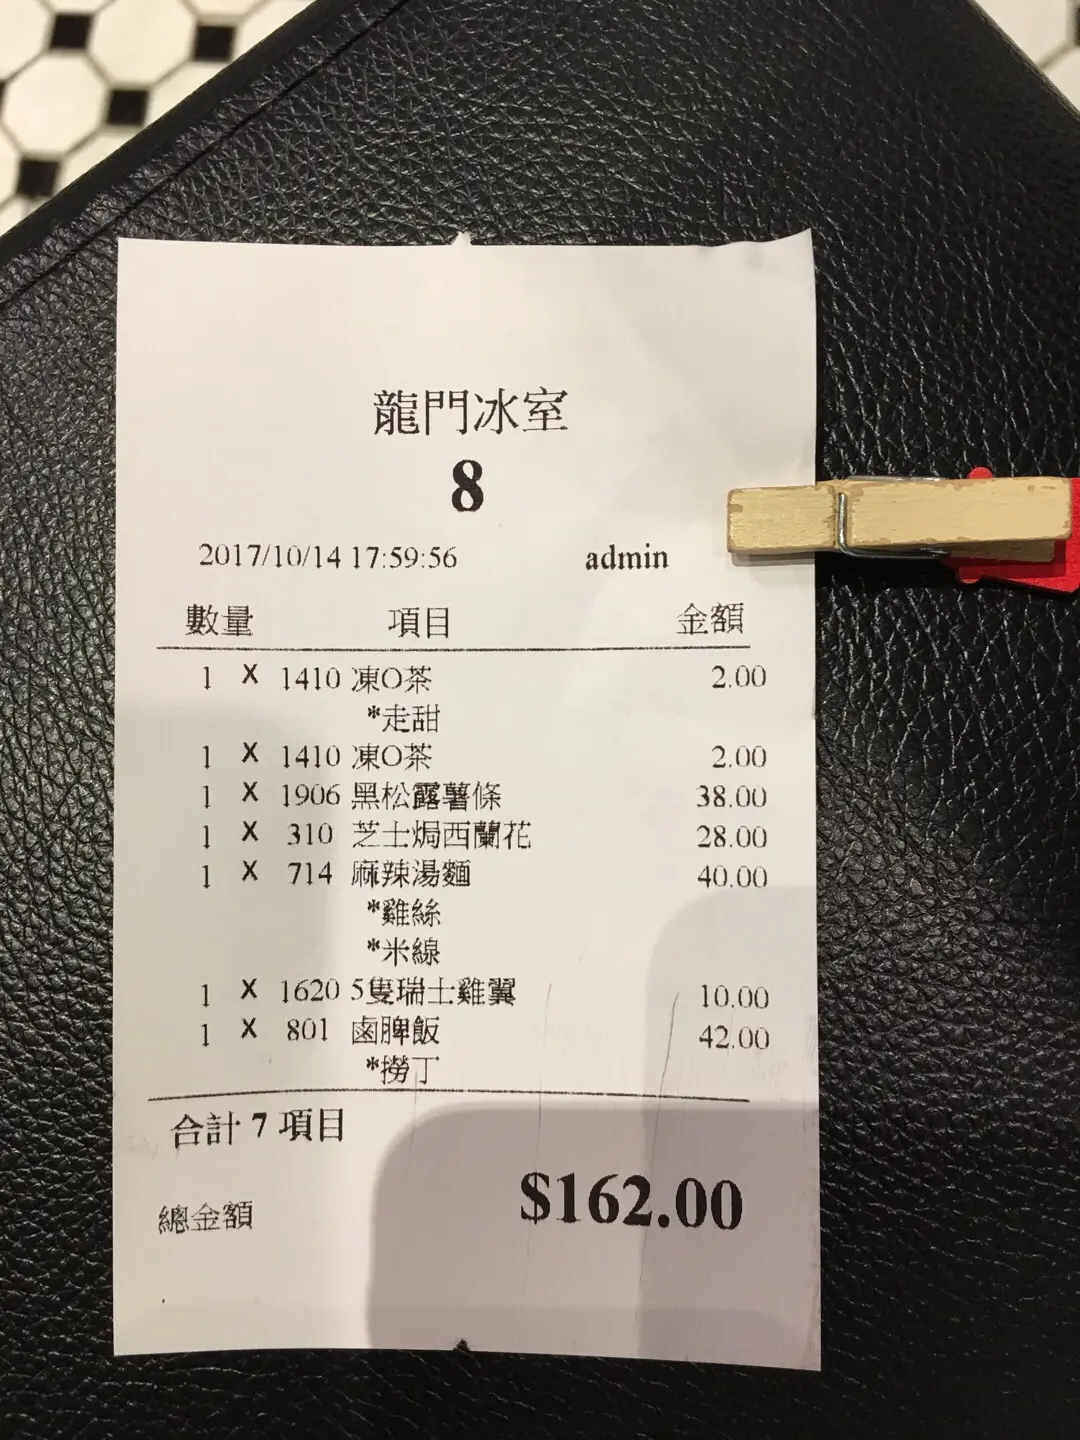 龍門冰室
8
2017/10/14 17:59:56 admin
數量 項目 金額
1 X 1410 凍O茶 2.00
*走甜
1 X 1410 凍O茶 2.00
1 X 1906 黑松露薯條 38.00
1 X 310 芝士焗西蘭花 28.00
1 X 714 麻辣湯麵 40.00
*雞絲
*米線
1 X 1620 5隻瑞士雞翼 10.00
1 X 801 鹵脾飯 42.00
*撈丁
合計 7 項目
總金額 $162.00